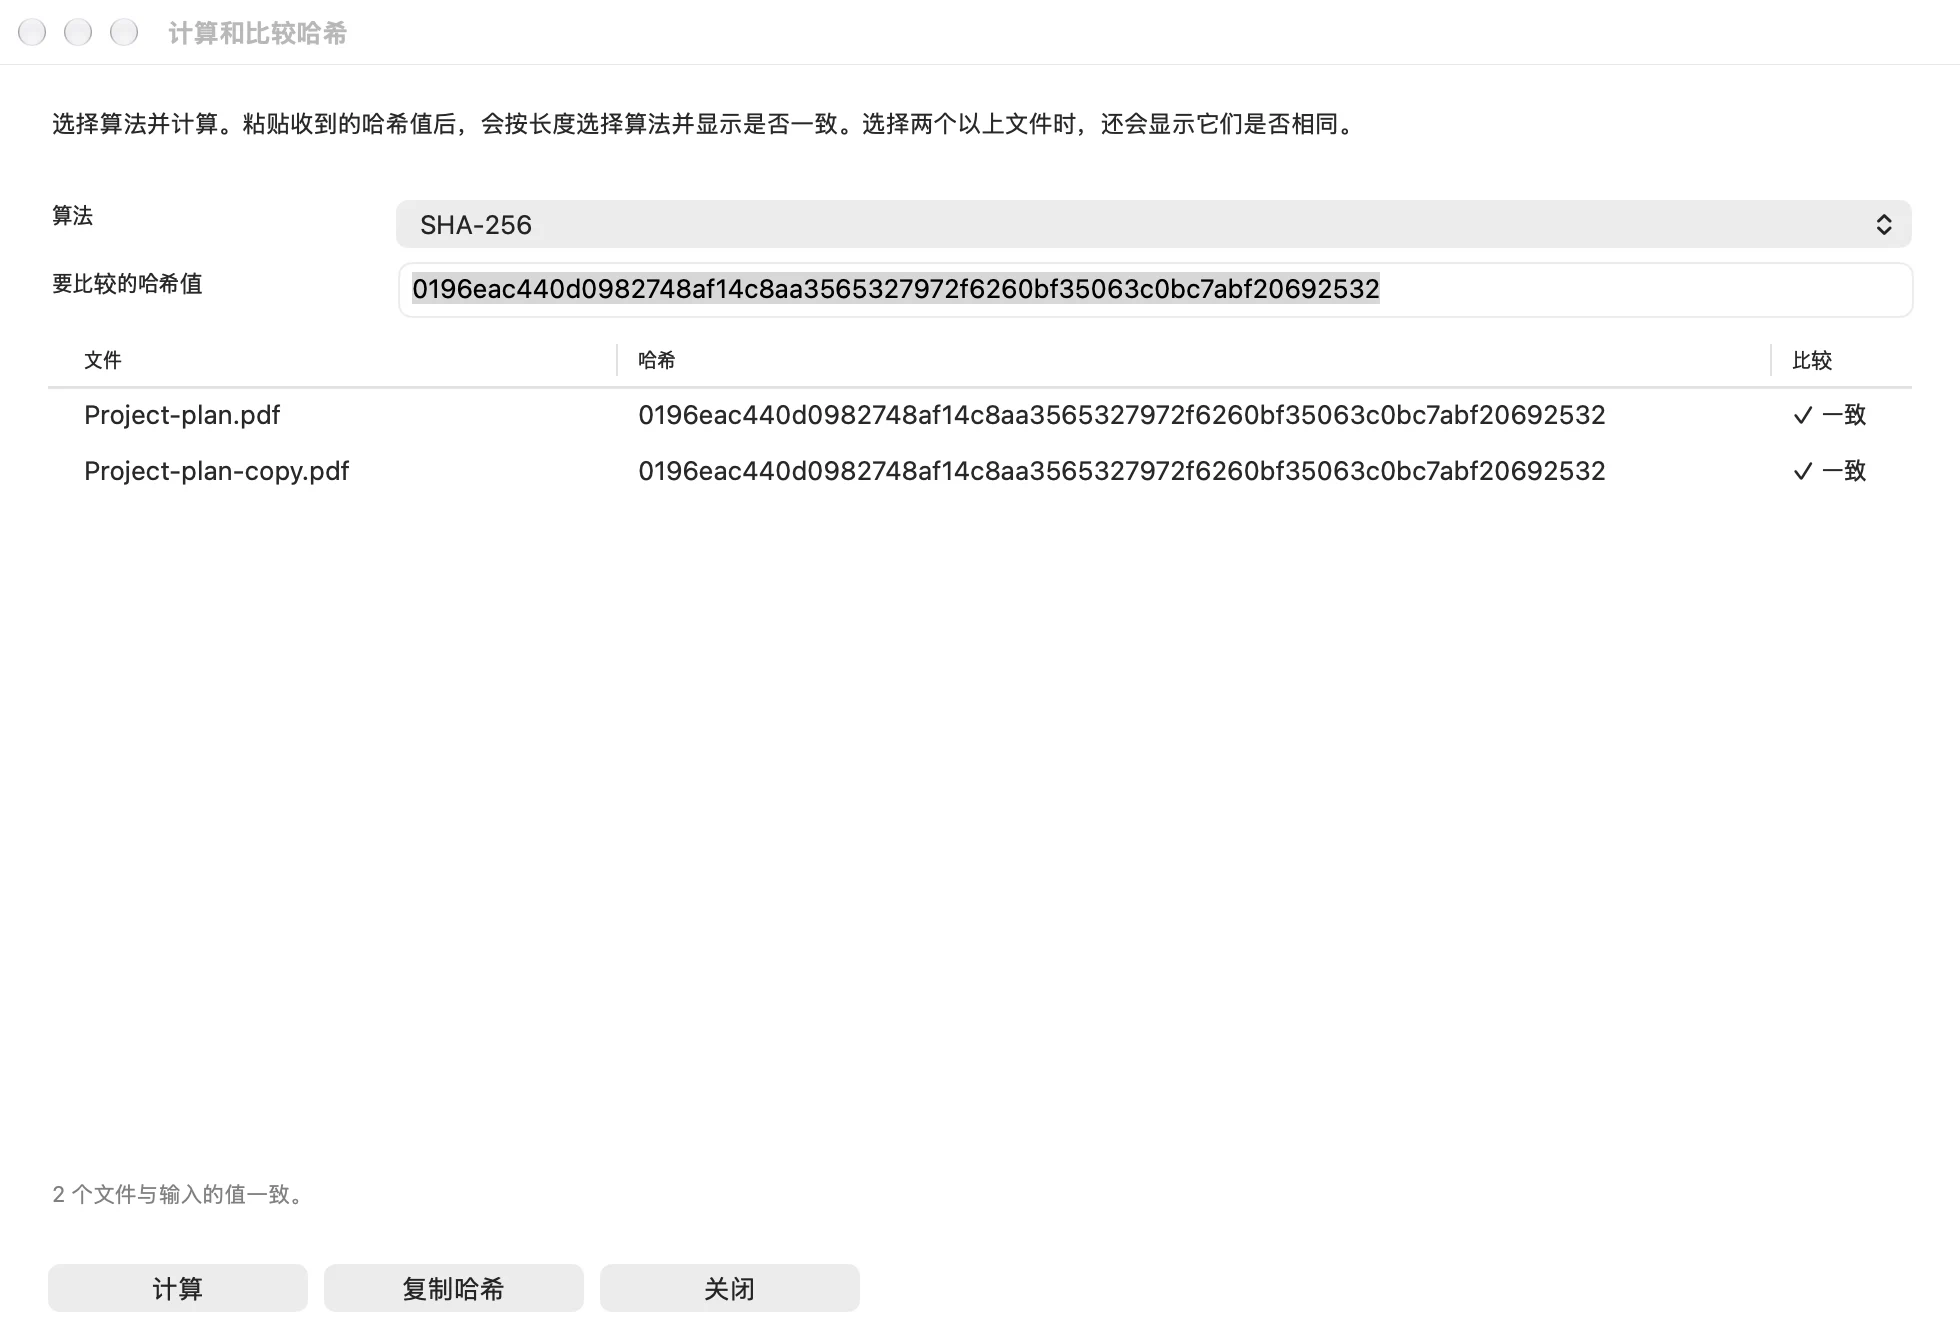 计算和比较哈希
选择算法并计算。粘贴收到的哈希值后，会按长度选择算法并显示是否一致。选择两个以上文件时，还会显示它们是否相同。
算法 SHA-256
要比较的哈希值 0196eac440d0982748af14c8aa3565327972f6260bf35063c0bc7abf20692532
文件 哈希 比较
Project-plan.pdf 0196eac440d0982748af14c8aa3565327972f6260bf35063c0bc7abf20692532 ✓ 一致
Project-plan-copy.pdf 0196eac440d0982748af14c8aa3565327972f6260bf35063c0bc7abf20692532 ✓ 一致
2 个文件与输入的值一致。
计算 复制哈希 关闭